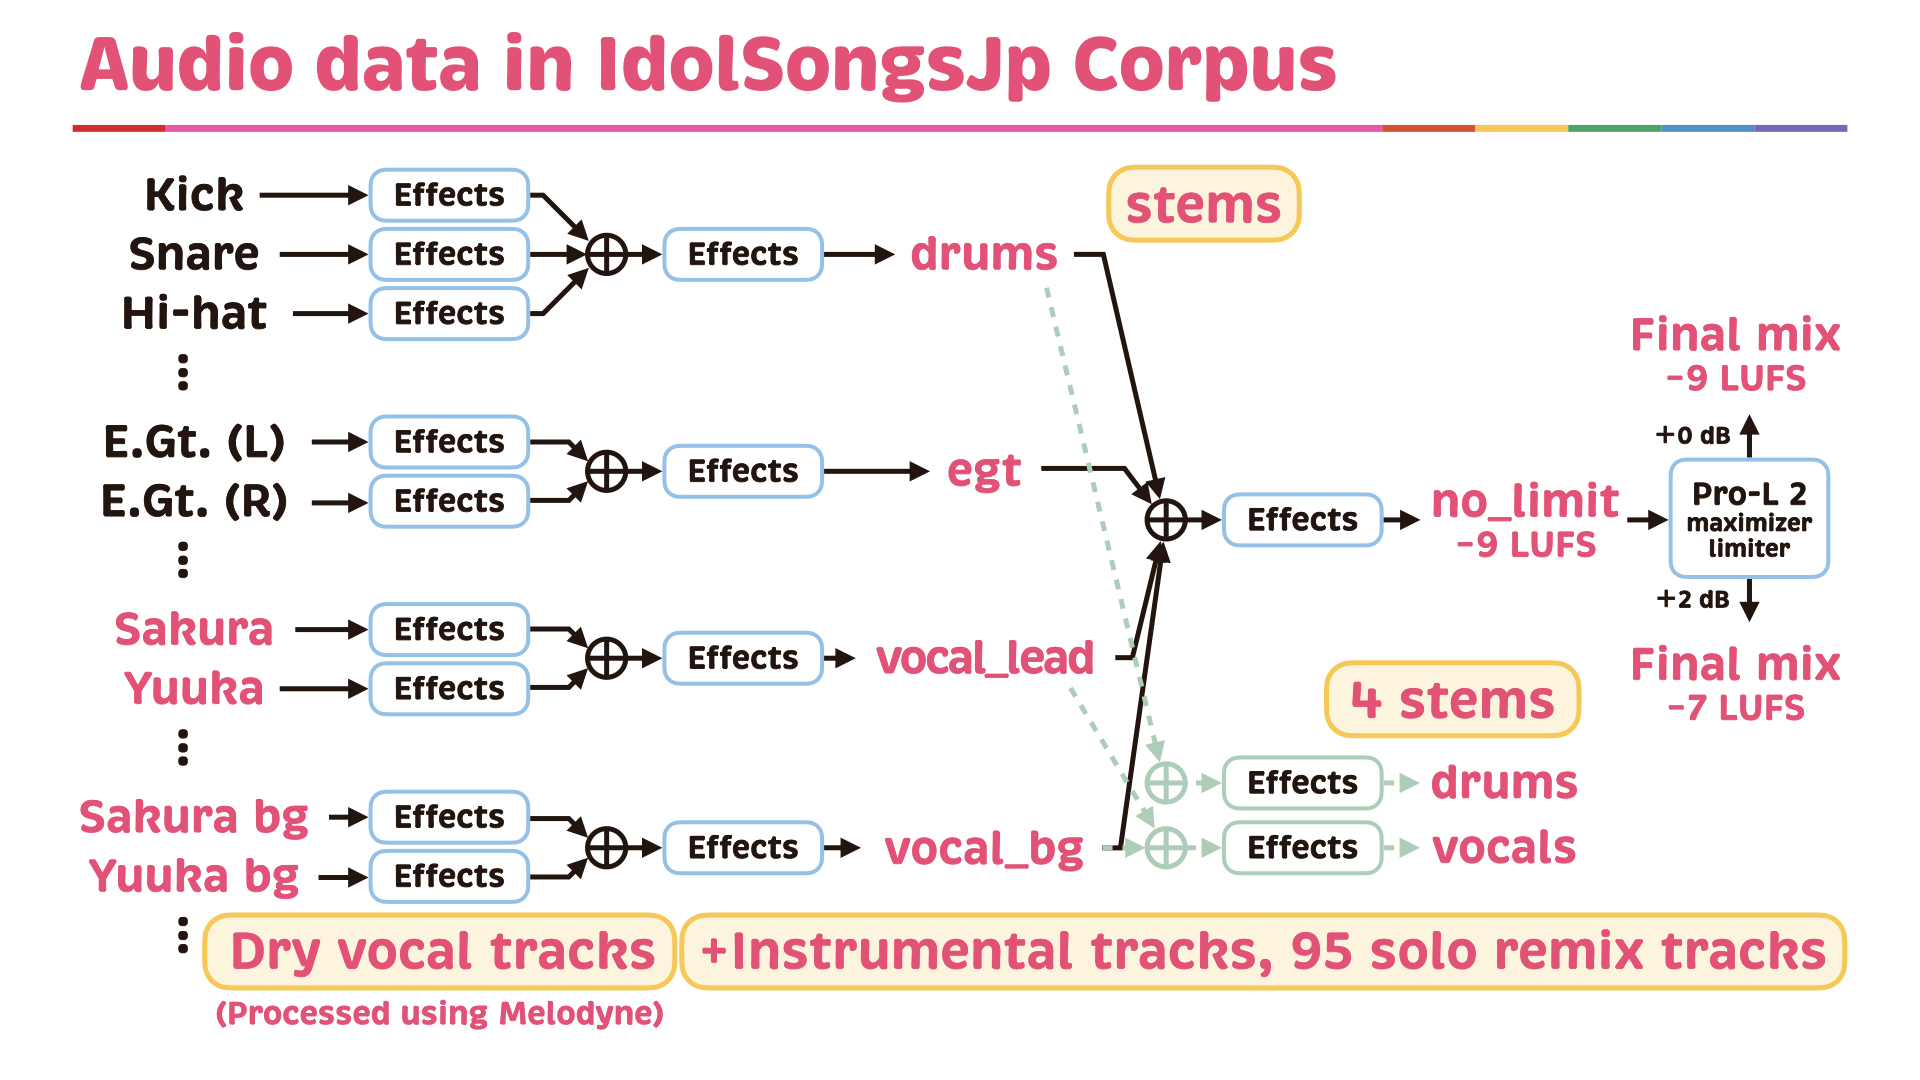 Audio data in IdolSongsJp Corpus
Kick
Effects
Snare
Effects
Hi-hat
Effects
Effects
drums
stems
E.Gt. (L)
Effects
E.Gt. (R)
Effects
Effects
egt
Sakura
Effects
Yuuka
Effects
Effects
vocal_lead
Sakura bg
Effects
Yuuka bg
Effects
Effects
vocal_bg
Effects
no_limit
-9 LUFS
Final mix
-9 LUFS
+0 dB
Pro-L 2
maximizer
limiter
+2 dB
Final mix
-7 LUFS
4 stems
Effects
drums
Effects
vocals
Dry vocal tracks
(Processed using Melodyne)
+Instrumental tracks, 95 solo remix tracks